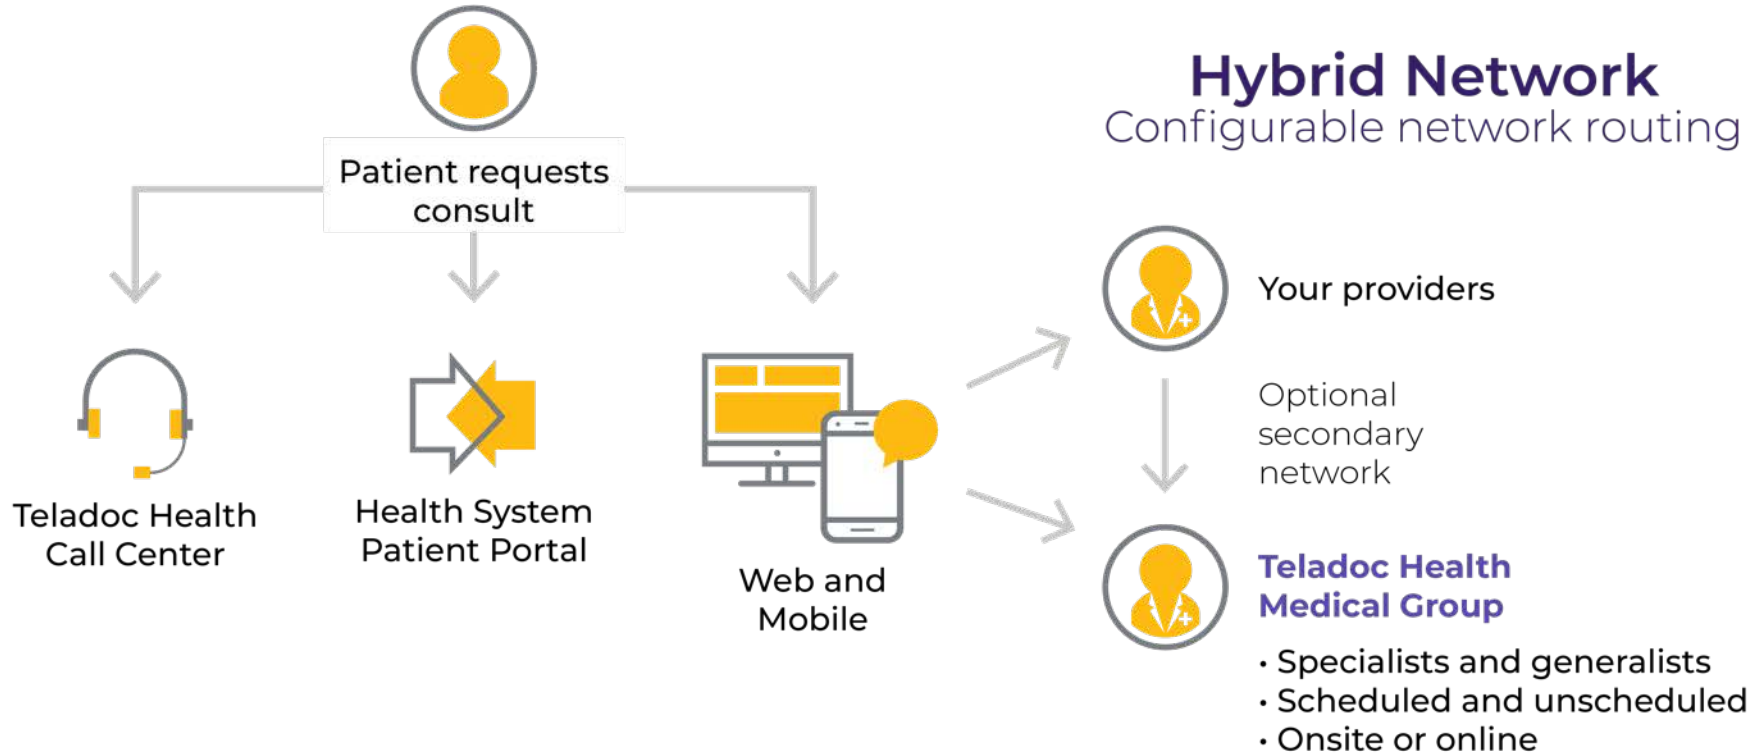 Hybrid Network
Configurable network routing
Patient requests
consult
Teladoc Health
Call Center
Health System
Patient Portal
Web and
Mobile
Your providers
Optional
secondary
network
Teladoc Health
Medical Group
• Specialists and generalists
• Scheduled and unscheduled
• Onsite or online